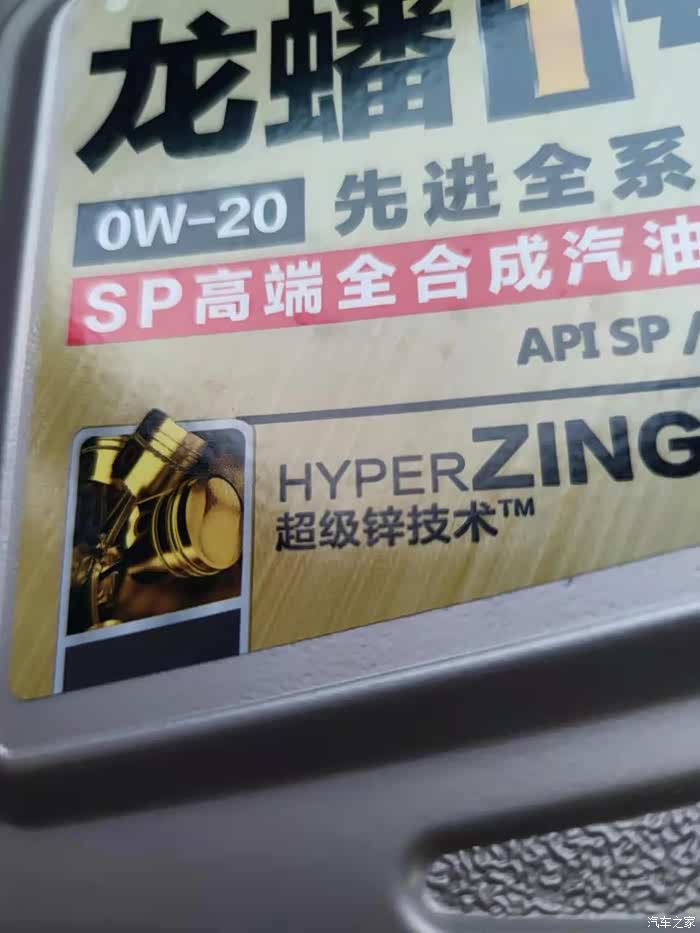 龙蟠1
0W-20 先进全系
SP高端全合成汽油
API SP /
HYPERZING
超级锌技术™
汽车之家